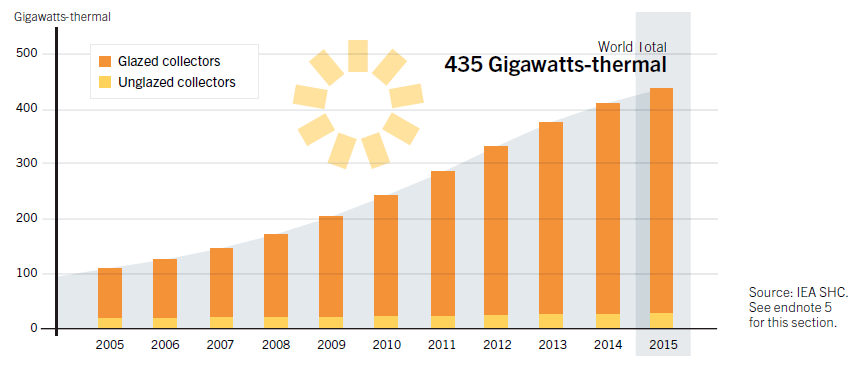 Gigawatts-thermal
500
400
300
200
100
0
Glazed collectors
Unglazed collectors
World Total
435 Gigawatts-thermal
2005 2006 2007 2008 2009 2010 2011 2012 2013 2014 2015
Source: IEA SHC.
See endnote 5
for this section.